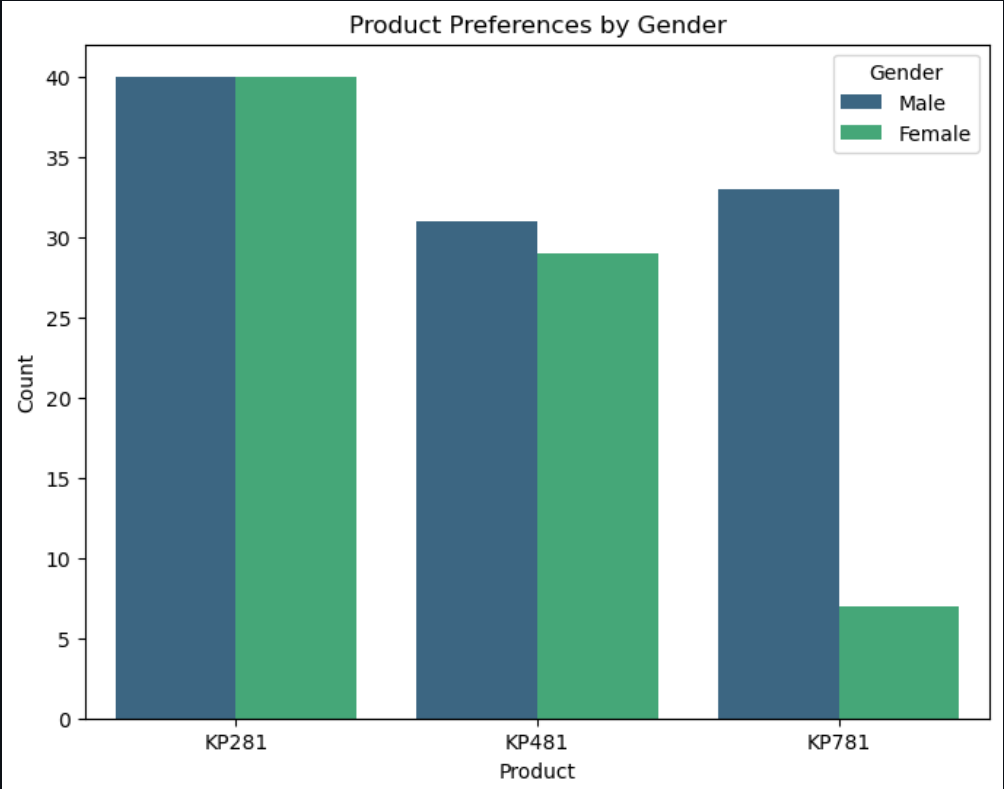 Product Preferences by Gender
Gender
Male
Female
40
35
30
25
20
15
10
5
0
Count
KP281 KP481 KP781
Product